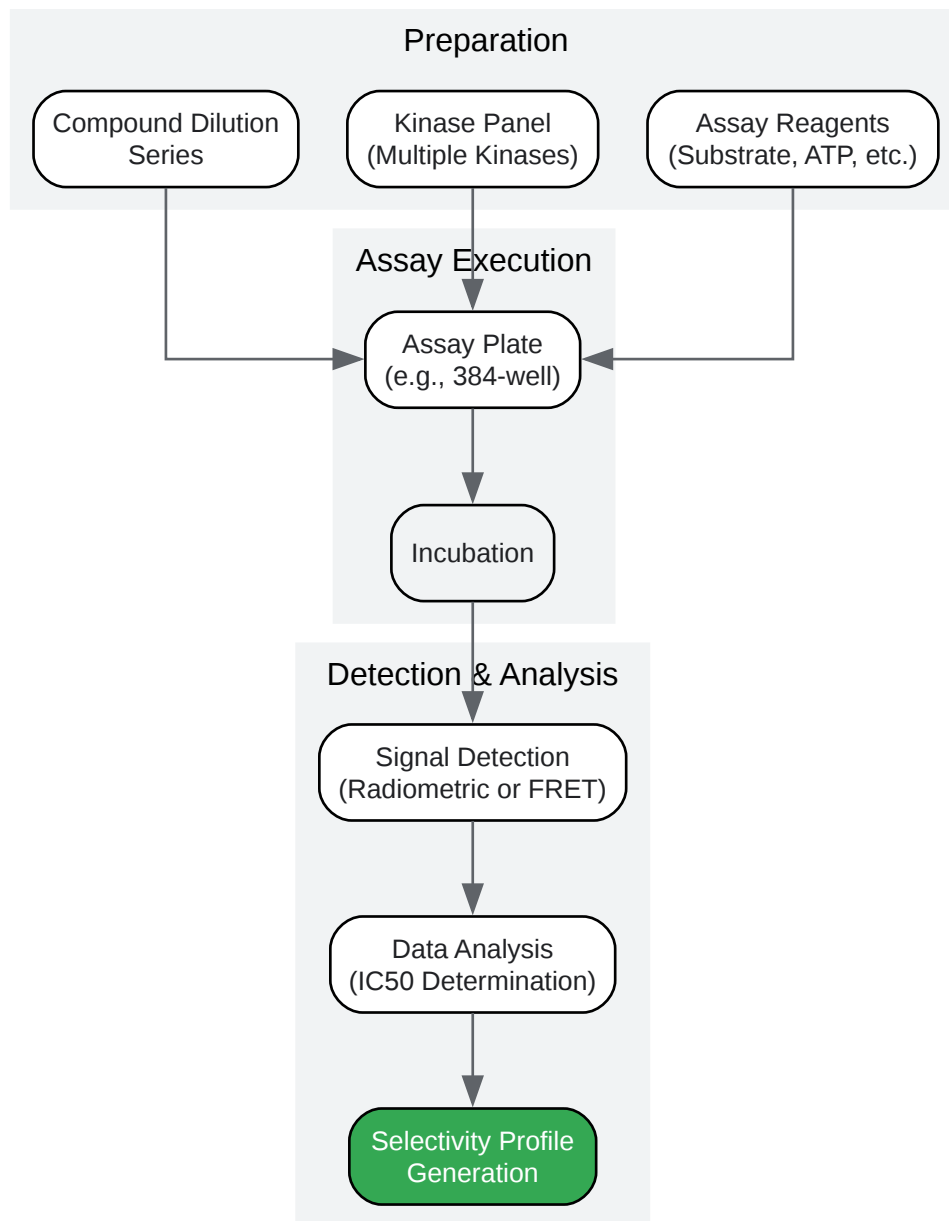 Preparation
Compound Dilution
Series
Kinase Panel
(Multiple Kinases)
Assay Reagents
(Substrate, ATP, etc.)
Assay Execution
Assay Plate
(e.g., 384-well)
Incubation
Detection & Analysis
Signal Detection
(Radiometric or FRET)
Data Analysis
(IC50 Determination)
Selectivity Profile
Generation